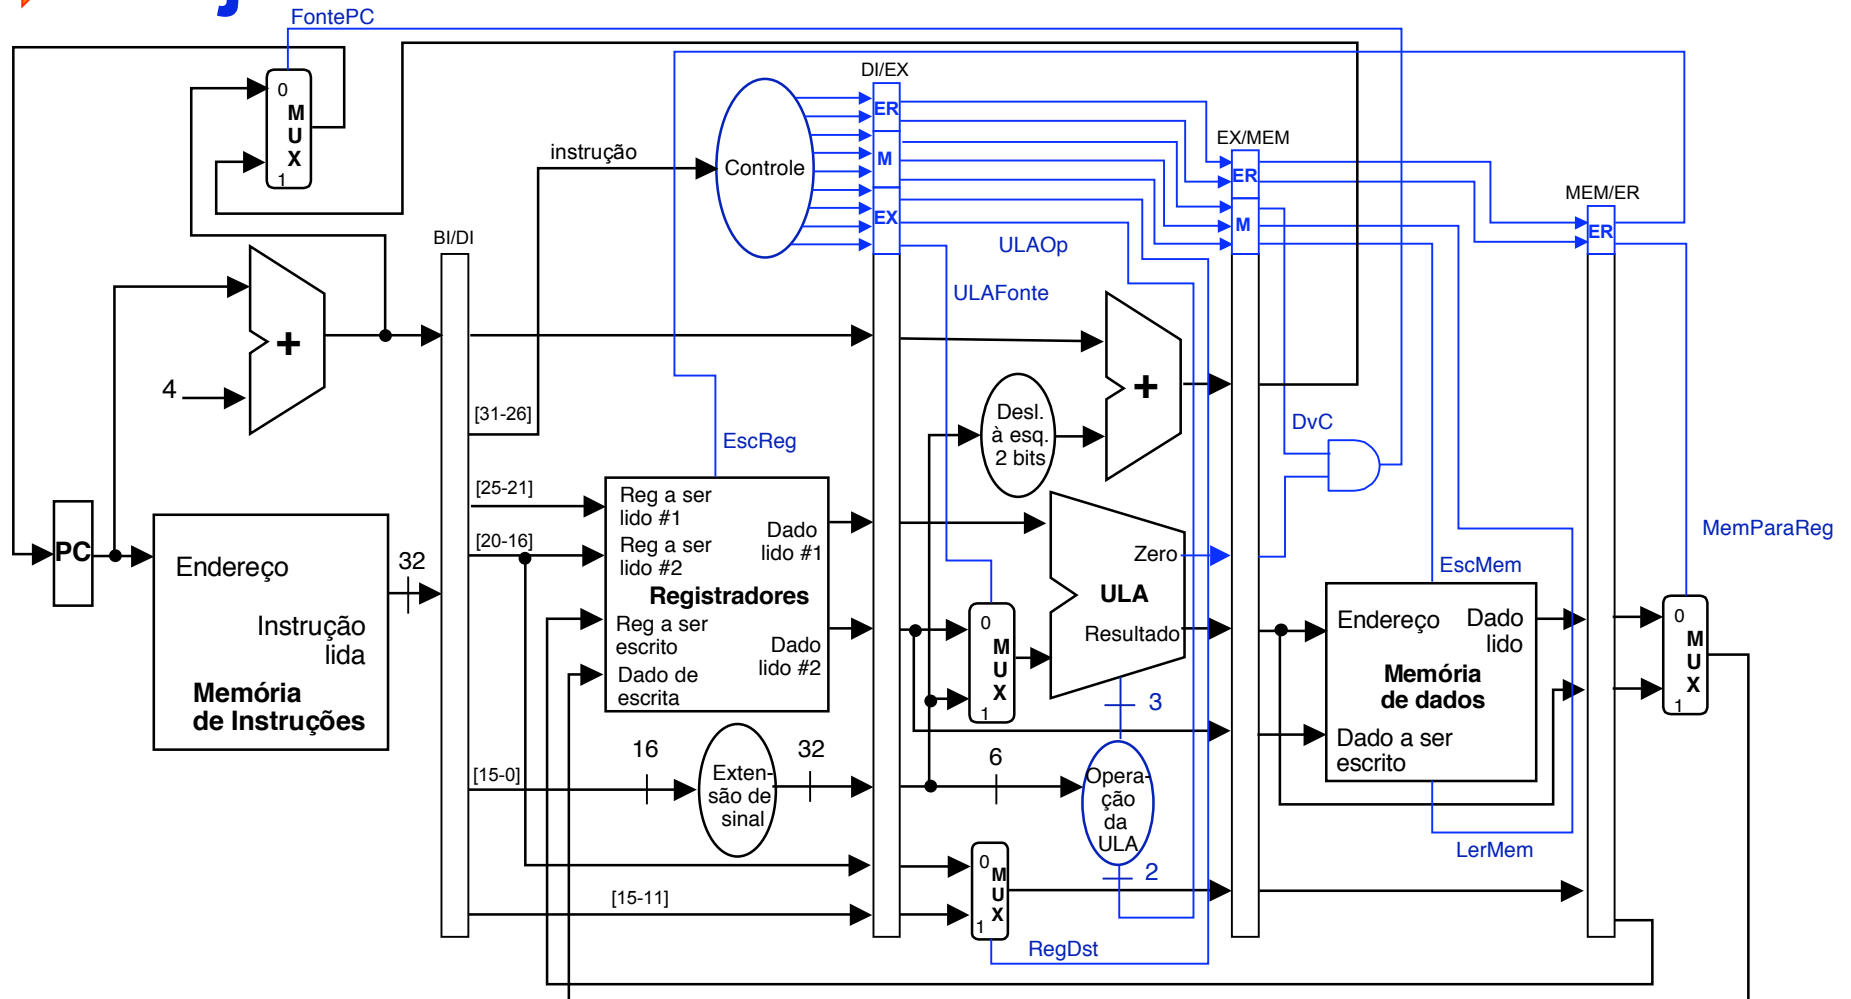 FontePC
0
M
U
X
1
DI/EX
ER
M
EX
instrução
Controle
EX/MEM
ER
M
MEM/ER
ER
BI/DI
ULAOp
ULAFonte
+
4
[31-26]
EscReg
Desl.
à esq.
2 bits
+
DvC
[25-21]
[20-16]
Reg a ser
lido #1
Dado
lido #1
Reg a ser
lido #2
Registradores
Reg a ser
escrito
Dado
lido #2
Dado de
escrita
PC
Endereço
Instrução
lida
Memória
de Instruções
32
Zero
ULA
Resultado
0
M
U
X
1
3
EscMem
MemParaReg
Endereço
Dado
lido
Memória
de dados
Dado a ser
escrito
0
M
U
X
1
[15-0]
16
Exten-
são de
sinal
32
6
Opera-
ção
da
ULA
2
LerMem
[15-11]
0
M
U
X
1
RegDst